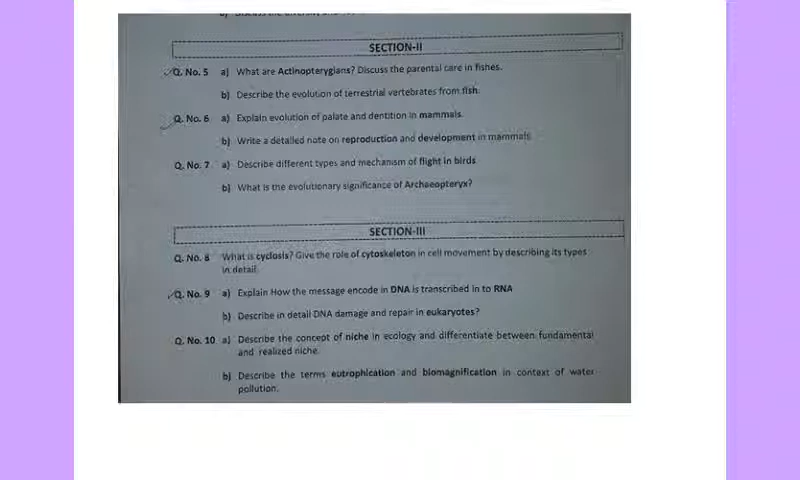 SECTION-II
Q. No. 5 a) What are Actinopterygians? Discuss the parental care in fishes.
b) Describe the evolution of terrestrial vertebrates from fish.
Q. No. 6 a) Explain evolution of palate and dentition in mammals.
b) Write a detailed note on reproduction and development in mammals.
Q. No. 7 a) Describe different types and mechanism of flight in birds
b) What is the evolutionary significance of Archaeopteryx?
SECTION-III
Q. No. 8 What is cyclosis? Give the role of cytoskeleton in cell movement by describing its types
in detail.
Q. No. 9 a) Explain How the message encode in DNA is transcribed in to RNA
b) Describe in detail DNA damage and repair in eukaryotes?
Q. No. 10 a) Describe the concept of niche in ecology and differentiate between fundamental
and realized niche.
b) Describe the terms eutrophication and biomagnification in context of water
pollution.